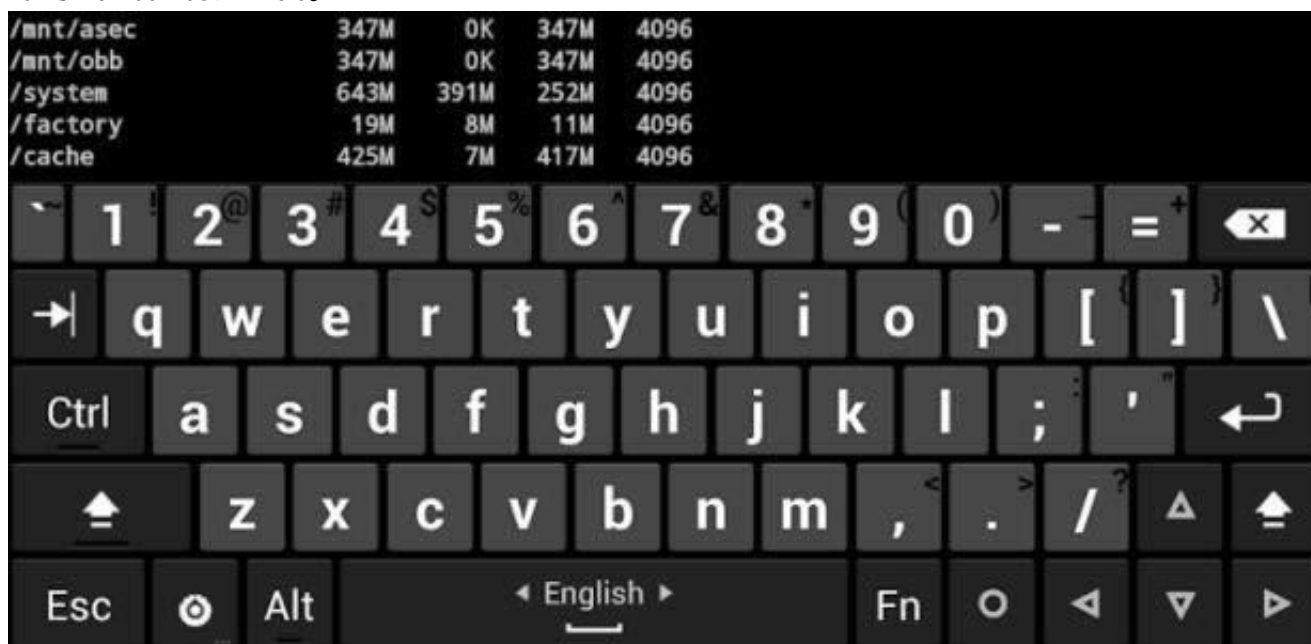 /mnt/asec 347M 0K 347M 4096
/mnt/obb 347M 0K 347M 4096
/system 643M 391M 252M 4096
/factory 19M 8M 11M 4096
/cache 425M 7M 417M 4096
` ~ 1 ! 2 @ 3 # 4 $ 5 % 6 ^ 7 & 8 * 9 ( 0 ) - _ = +
q w e r t y u i o p [ { ] } \
Ctrl a s d f g h j k l ; : ' "
z x c v b n m , < . > / ?
Esc Alt English Fn